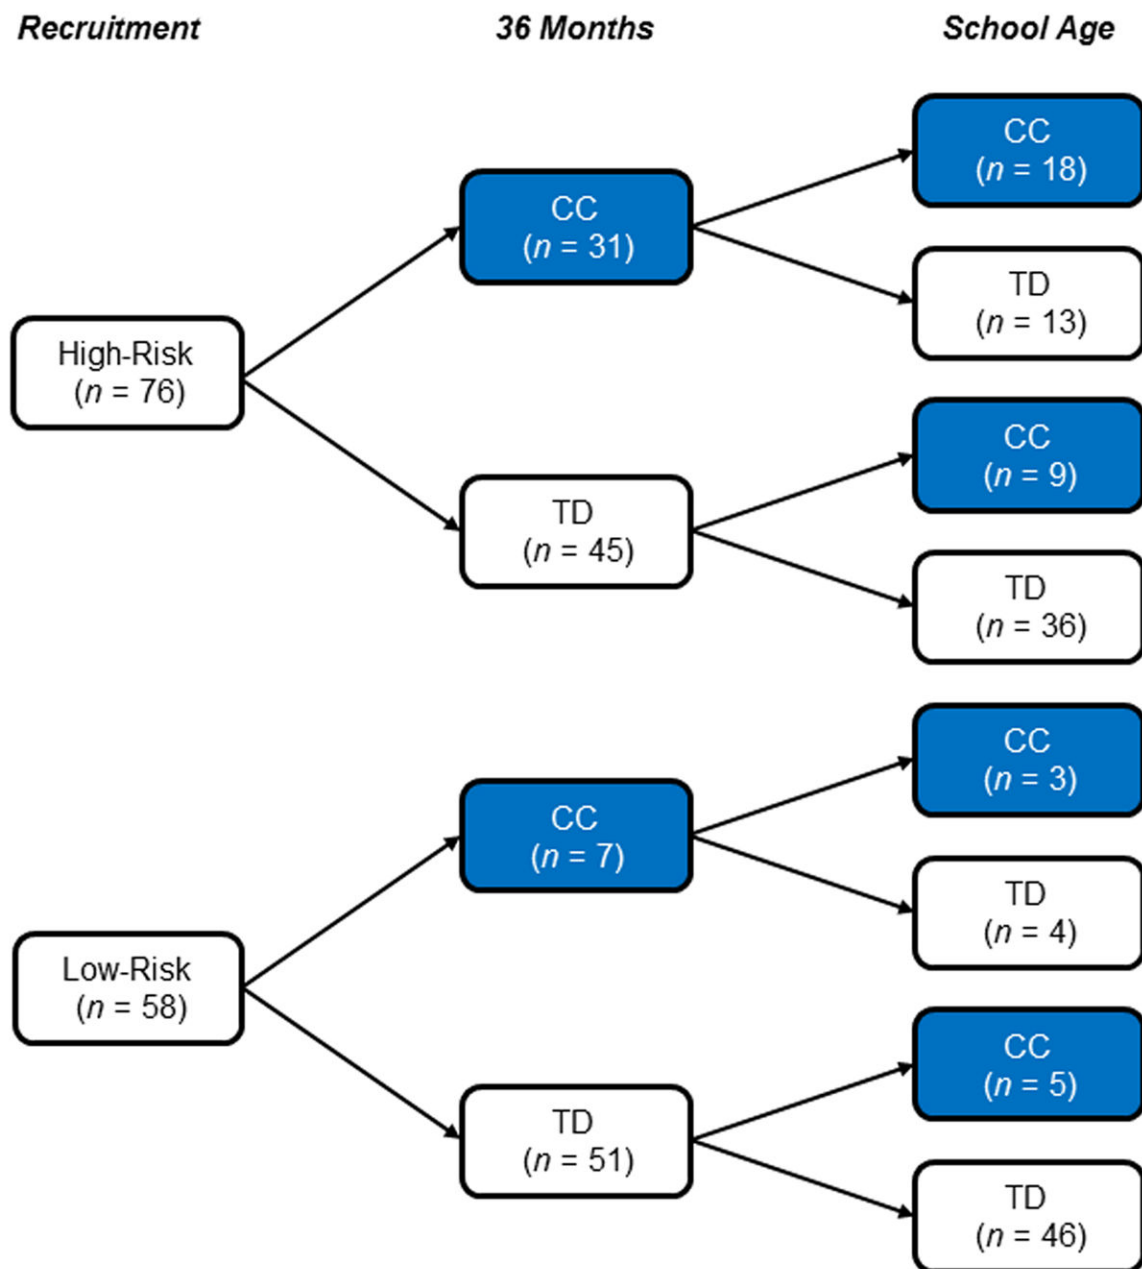 Recruitment
36 Months
School Age
High-Risk
(n = 76)
CC
(n = 31)
CC
(n = 18)
TD
(n = 13)
TD
(n = 45)
CC
(n = 9)
TD
(n = 36)
Low-Risk
(n = 58)
CC
(n = 7)
CC
(n = 3)
TD
(n = 4)
TD
(n = 51)
CC
(n = 5)
TD
(n = 46)